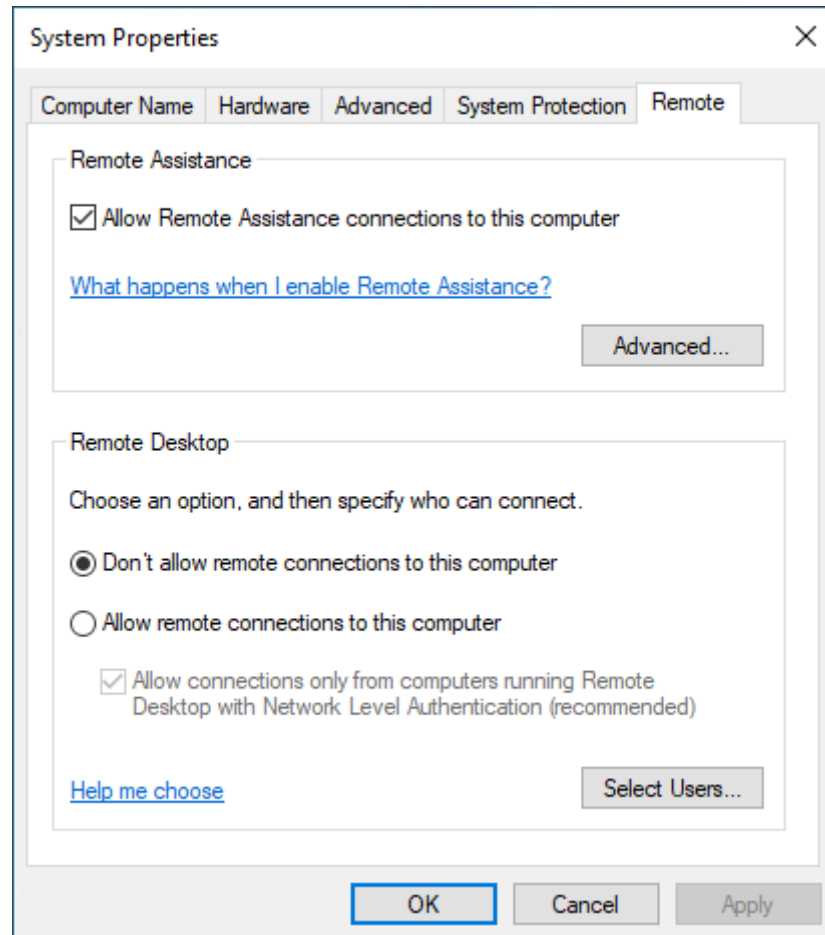 System Properties
Computer Name
Hardware
Advanced
System Protection
Remote
Remote Assistance
Allow Remote Assistance connections to this computer
What happens when I enable Remote Assistance?
Advanced...
Remote Desktop
Choose an option, and then specify who can connect.
Don't allow remote connections to this computer
Allow remote connections to this computer
Allow connections only from computers running Remote
Desktop with Network Level Authentication (recommended)
Help me choose
Select Users...
OK
Cancel
Apply